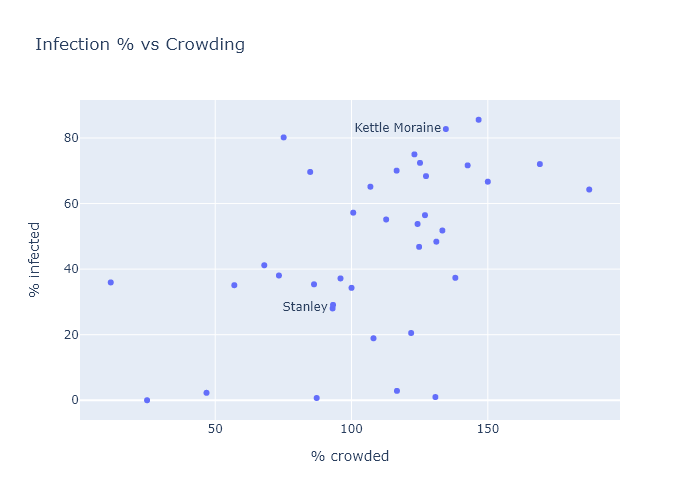 Infection % vs Crowding
Kettle Moraine
Stanley
% infected
80
60
40
20
0
50
100
150
% crowded